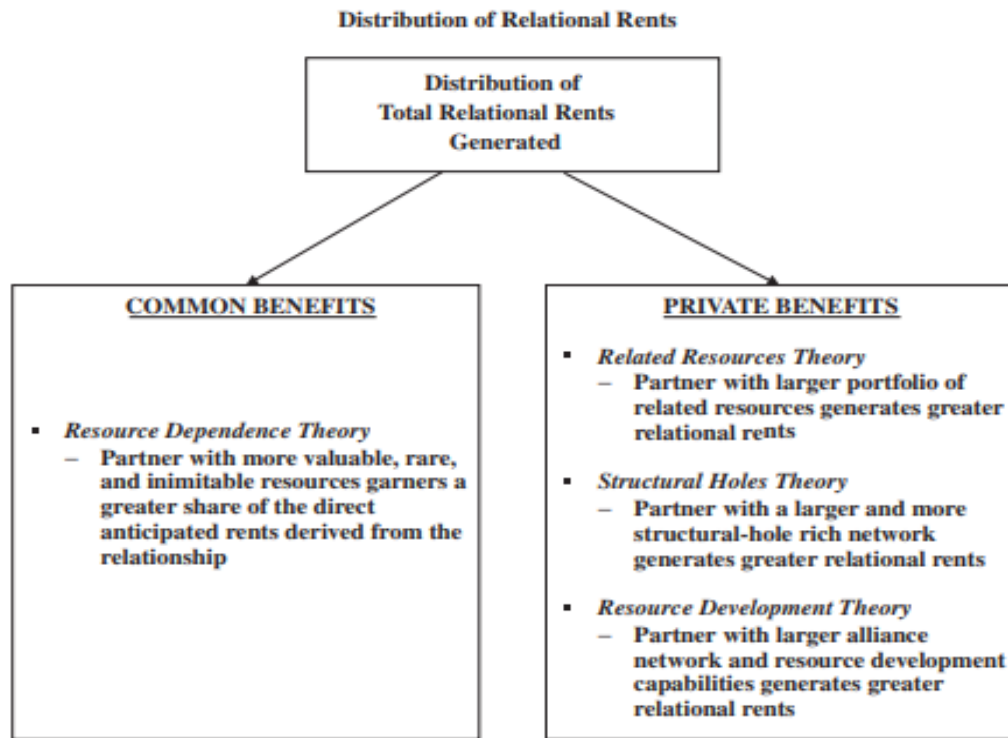 Distribution of Relational Rents
Distribution of
Total Relational Rents
Generated
COMMON BENEFITS
▪ Resource Dependence Theory
– Partner with more valuable, rare,
and inimitable resources garners a
greater share of the direct
anticipated rents derived from the
relationship
PRIVATE BENEFITS
▪ Related Resources Theory
– Partner with larger portfolio of
related resources generates greater
relational rents
▪ Structural Holes Theory
– Partner with a larger and more
structural-hole rich network
generates greater relational rents
▪ Resource Development Theory
– Partner with larger alliance
network and resource development
capabilities generates greater
relational rents